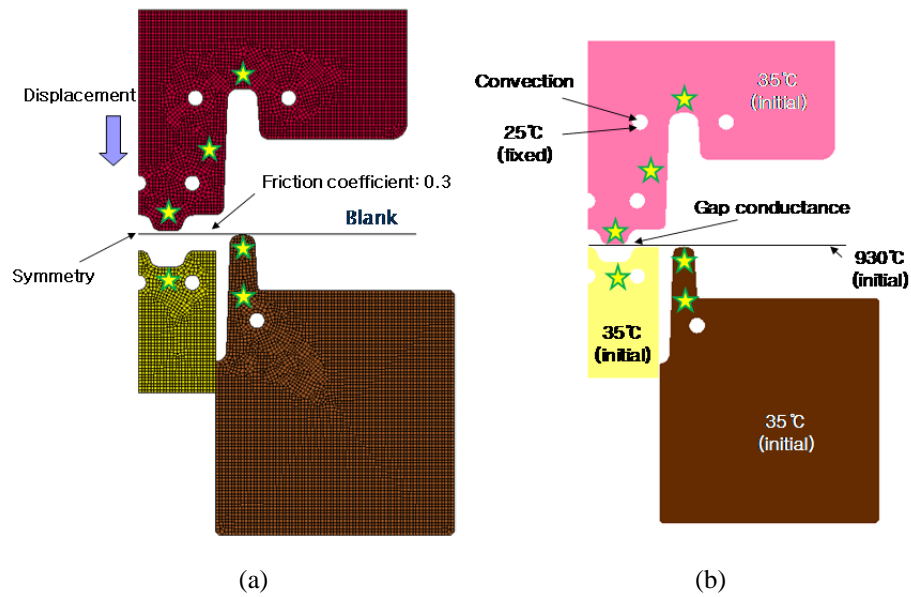 Displacement
Friction coefficient: 0.3
Blank
Symmetry
(a)
Convection
25℃
(fixed)
35℃
(initial)
Gap conductance
930℃
(initial)
35℃
(initial)
35℃
(initial)
(b)